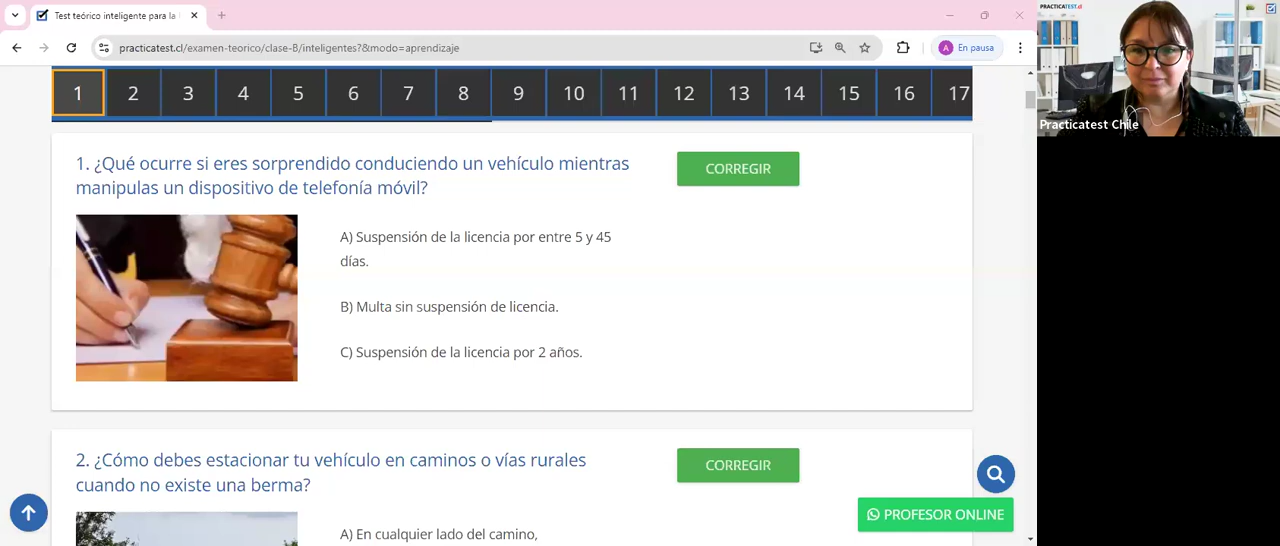 Test teórico inteligente para la
practicatest.cl/examen-teorico/clase-B/inteligentes?&modo=aprendizaje
A
En pausa
PRACTICATEST.cl
Practicatest Chile
1 2 3 4 5 6 7 8 9 10 11 12 13 14 15 16 17
1. ¿Qué ocurre si eres sorprendido conduciendo un vehículo mientras
manipulas un dispositivo de telefonía móvil?
CORREGIR
A) Suspensión de la licencia por entre 5 y 45
días.
B) Multa sin suspensión de licencia.
C) Suspensión de la licencia por 2 años.
2. ¿Cómo debes estacionar tu vehículo en caminos o vías rurales
cuando no existe una berma?
CORREGIR
A) En cualquier lado del camino,
PROFESOR ONLINE